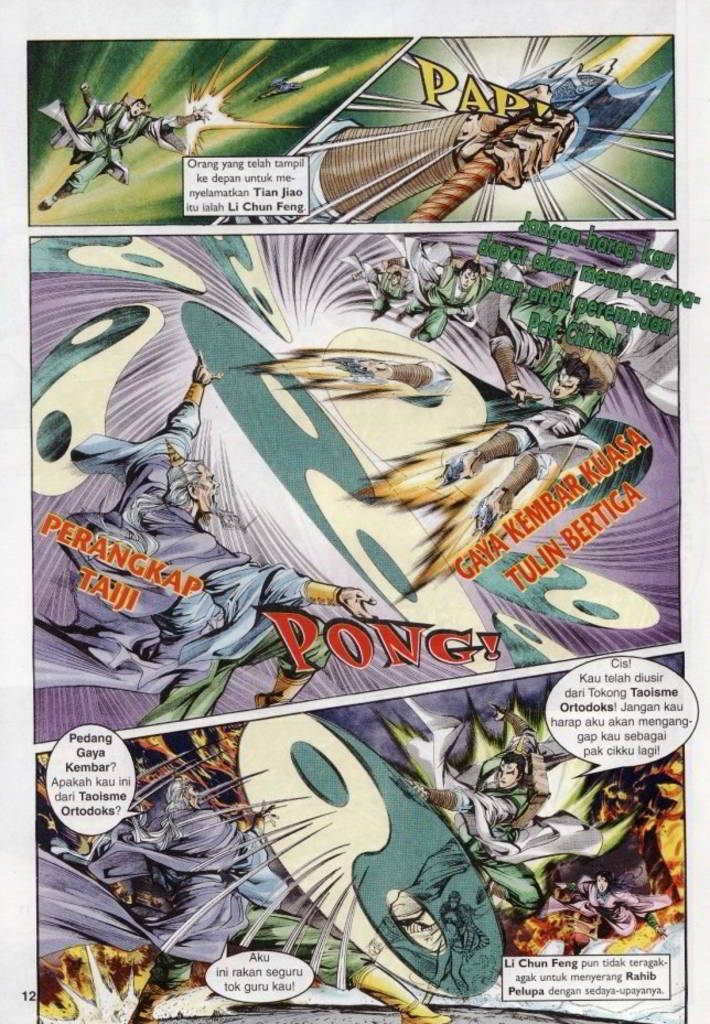 Orang yang telah tampil
ke depan untuk me-
nyelamatkan Tian Jiao
itu ialah Li Chun Feng.
PAP!
Jangan harap kau
dapat akan mempengapa-
kan anak perempuan
Pak Cikku!
PERANGKAP
TAIJI
GAYA-KEMBAR KUASA
TULIN BERTIGA
PONG!
Cis!
Kau telah diusir
dari Tokong Taoisme
Ortodoks! Jangan kau
harap aku akan mengang-
gap kau sebagai
pak cikku lagi!
Pedang
Gaya
Kembar?
Apakah kau ini
dari Taoisme
Ortodoks?
Aku
ini rakan seguru
tok guru kau!
Li Chun Feng pun tidak teragak-
agak untuk menyerang Rahib
Pelupa dengan sedaya-upayanya.
12